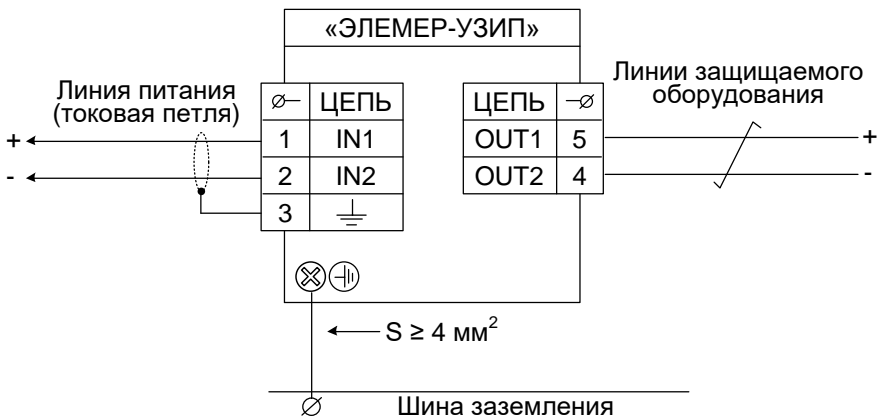 «ЭЛЕМЕР-УЗИП»
Линия питания
(токовая петля)
Линии защищаемого
оборудования
ЦЕПЬ
ЦЕПЬ
+
1 IN1
OUT1 5
+
-
2 IN2
OUT2 4
-
3
S ≥ 4 мм²
Шина заземления